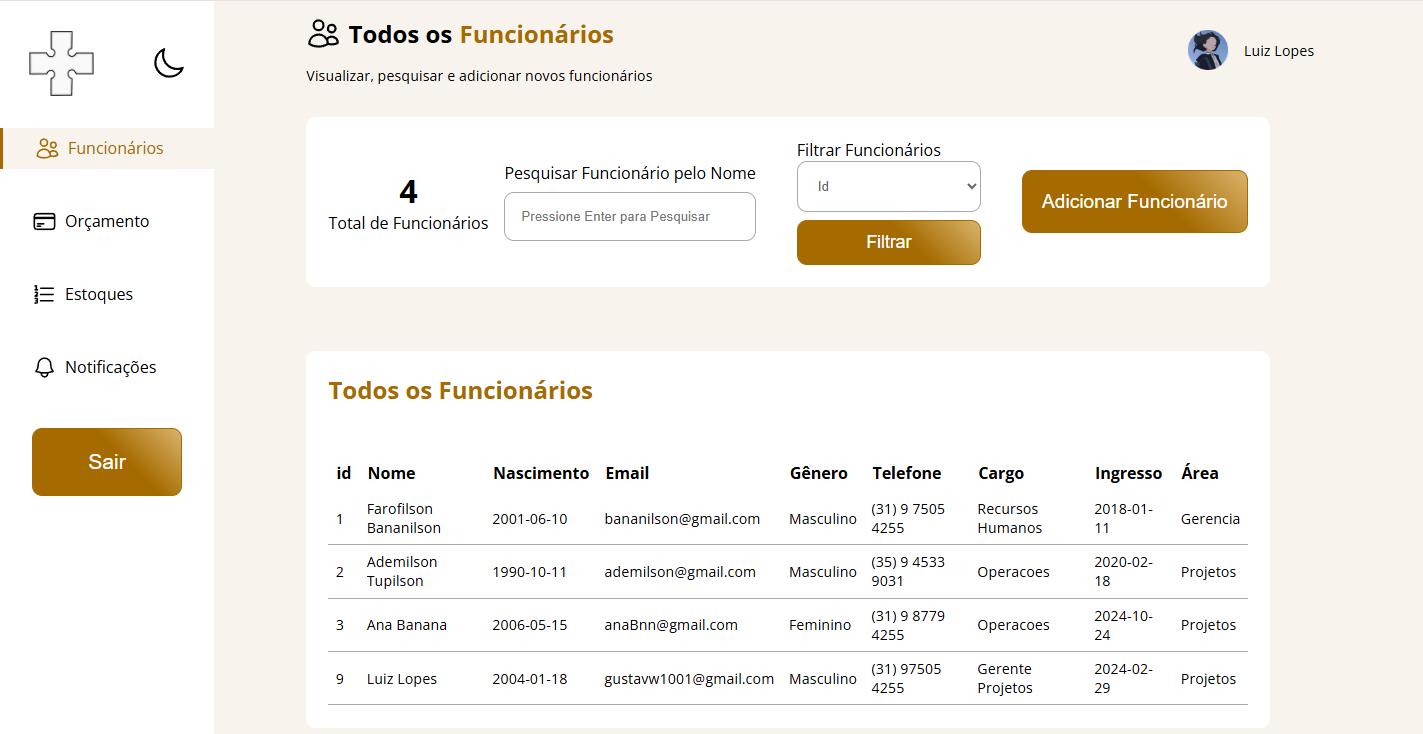 Todos os Funcionários
Visualizar, pesquisar e adicionar novos funcionários
Luiz Lopes
Funcionários
Orçamento
Estoques
Notificações
Sair
4
Total de Funcionários
Pesquisar Funcionário pelo Nome
Pressione Enter para Pesquisar
Filtrar Funcionários
Id
Filtrar
Adicionar Funcionário
Todos os Funcionários
id Nome Nascimento Email Gênero Telefone Cargo Ingresso Área
1 Farofilson Bananilson 2001-06-10 bananilson@gmail.com Masculino (31) 9 7505 4255 Recursos Humanos 2018-01-11 Gerencia
2 Ademilson Tupilson 1990-10-11 ademilson@gmail.com Masculino (35) 9 4533 9031 Operacoes 2020-02-18 Projetos
3 Ana Banana 2006-05-15 anaBnn@gmail.com Feminino (31) 9 8779 4255 Operacoes 2024-10-24 Projetos
9 Luiz Lopes 2004-01-18 gustavw1001@gmail.com Masculino (31) 97505 4255 Gerente Projetos 2024-02-29 Projetos